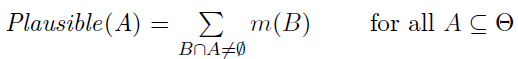 Plausible(A) = ∑ m(B) for all A ⊆ Θ
B∩A≠∅